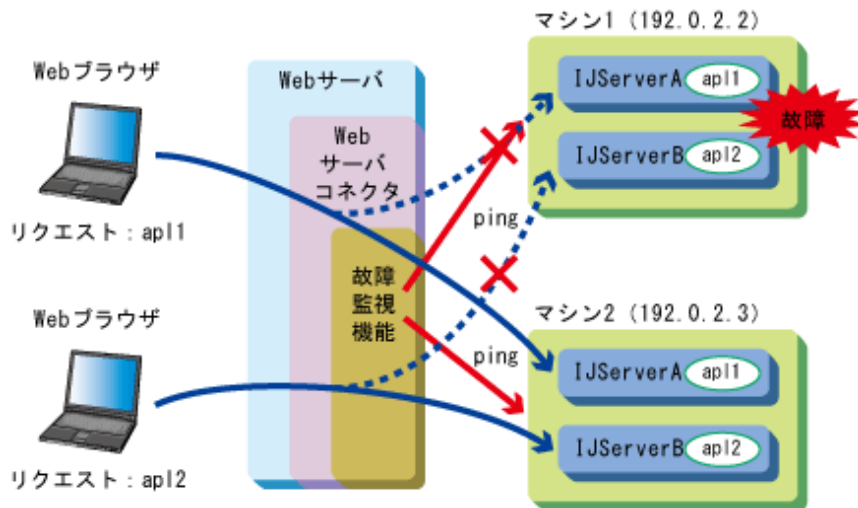 マシン1 (192.0.2.2)
Webブラウザ
Webサーバ
IJServerA
apl1
故障
Web
サーバ
コネクタ
IJServerB
apl2
ping
リクエスト：apl1
故障
監視
機能
Webブラウザ
マシン2 (192.0.2.3)
ping
IJServerA
apl1
IJServerB
apl2
リクエスト：apl2